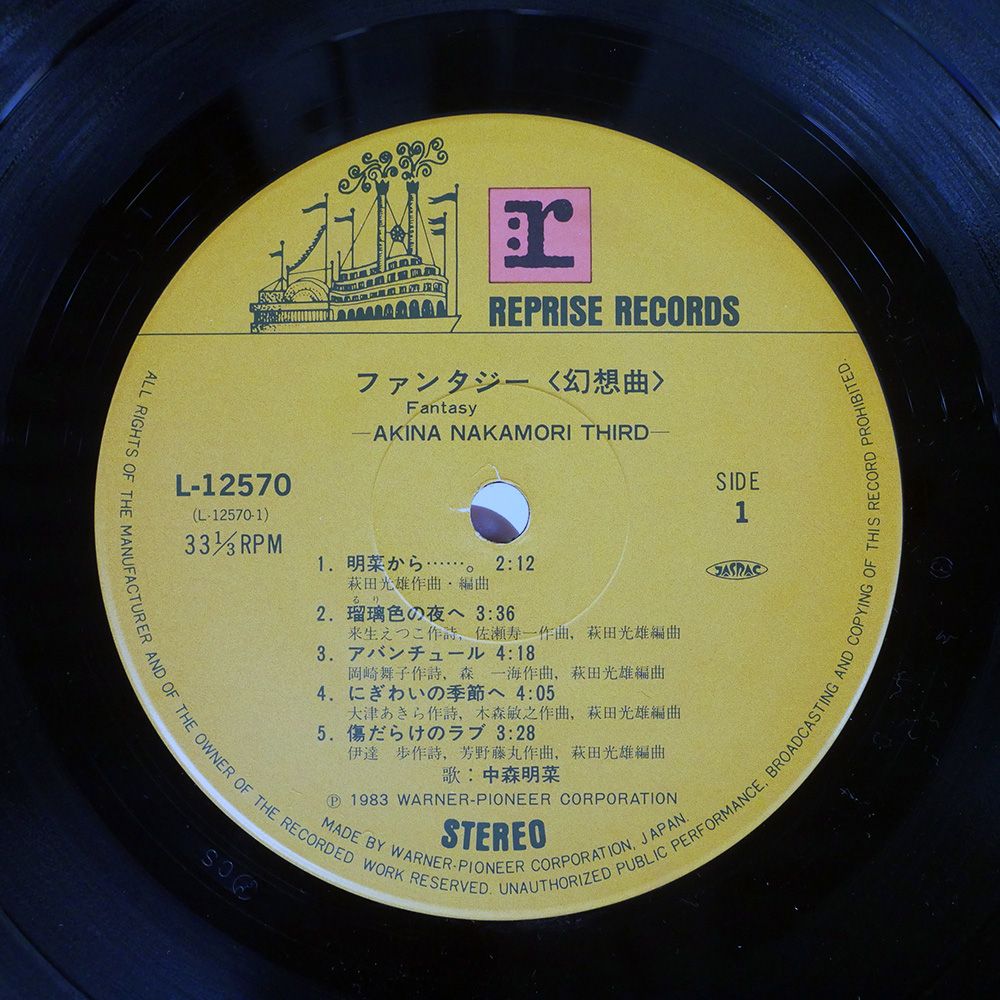 r
REPRISE RECORDS
ファンタジー〈幻想曲〉
Fantasy
—AKINA NAKAMORI THIRD—
L-12570
(L-12570-1)
33⅓RPM
SIDE
1
JASRAC
1. 明菜から……。 2:12
萩田光雄作曲・編曲
るり
2. 瑠璃色の夜へ 3:36
来生えつこ作詩, 佐瀬寿一作曲, 萩田光雄編曲
3. アバンチュール 4:18
岡崎舞子作詩, 森 一海作曲, 萩田光雄編曲
4. にぎわいの季節へ 4:05
大津あきら作詩, 木森敏之作曲, 萩田光雄編曲
5. 傷だらけのラブ 3:28
伊達 歩作詩, 芳野藤丸作曲, 萩田光雄編曲
歌：中森明菜
Ⓟ 1983 WARNER-PIONEER CORPORATION
STEREO
MADE BY WARNER-PIONEER CORPORATION, JAPAN.
ALL RIGHTS OF THE MANUFACTURER AND OF THE OWNER OF THE RECORDED WORK RESERVED. UNAUTHORIZED PUBLIC PERFORMANCE, BROADCASTING AND COPYING OF THIS RECORD PROHIBITED.